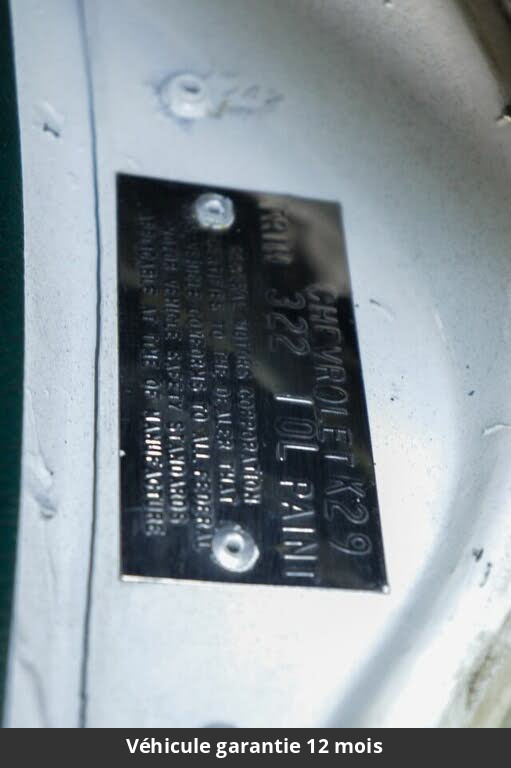 CHEVROLET K29
TRIM 322 TOL PAINT
GENERAL MOTORS CORPORATION
CERTIFIES TO THE DEALER THAT
VEHICLE CONFORMS TO ALL FEDERAL
MOTOR VEHICLE SAFETY STANDARDS
APPLICABLE AT TIME OF MANUFACTURE
Véhicule garantie 12 mois